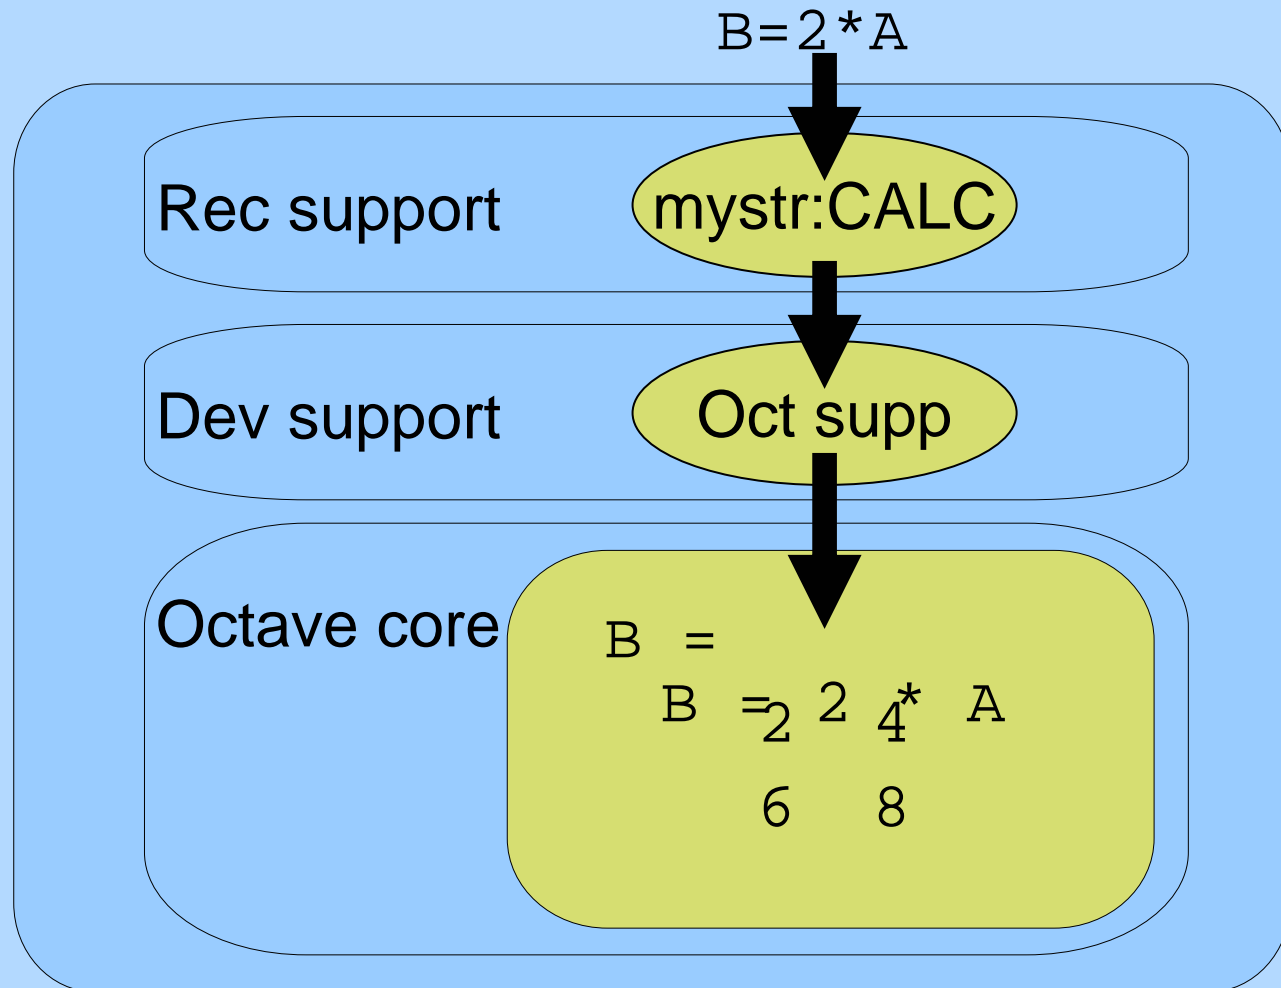 B=2*A
Rec support
mystr:CALC
Dev support
Oct supp
Octave core
B =
B = 2 * A
2 4
6 8